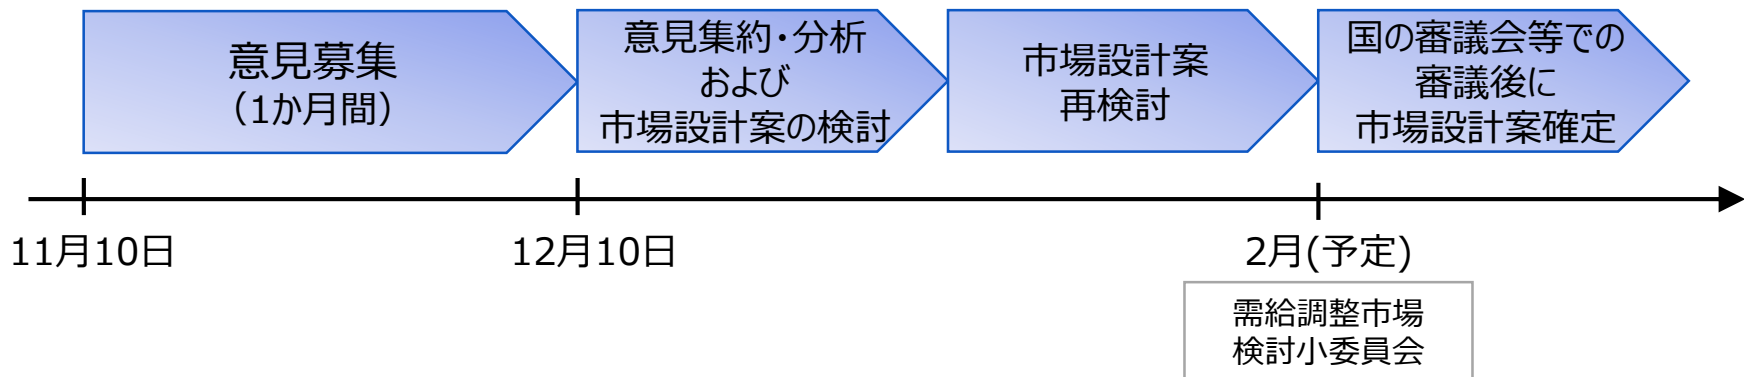 意見募集
（1か月間）
意見集約・分析
および
市場設計案の検討
市場設計案
再検討
国の審議会等での
審議後に
市場設計案確定
11月10日
12月10日
2月(予定)
需給調整市場
検討小委員会